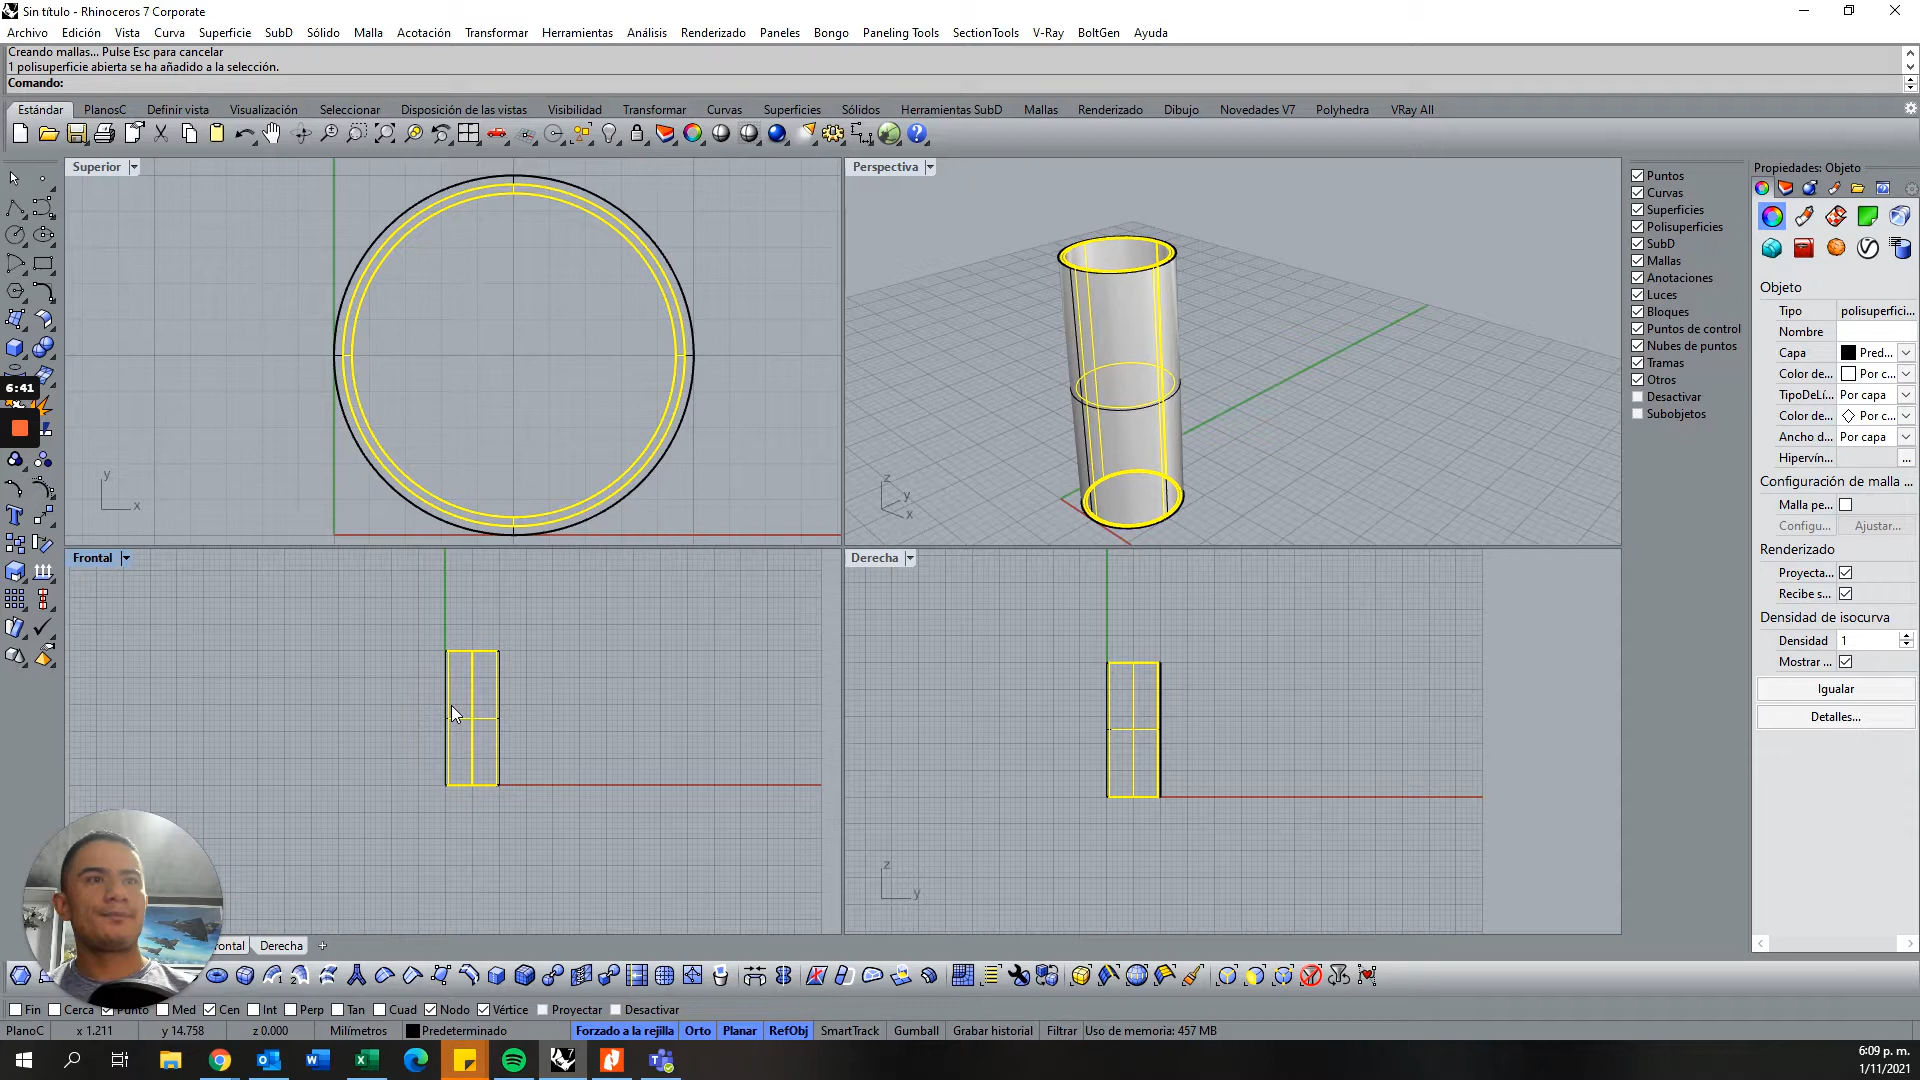 Sin título - Rhinoceros 7 Corporate
Archivo Edición Vista Curva Superficie SubD Sólido Malla Acotación Transformar Herramientas Análisis Renderizado Paneles Bongo Paneling Tools SectionTools V-Ray BoltGen Ayuda
Creando mallas... Pulse Esc para cancelar
1 polisuperficie abierta se ha añadido a la selección.
Comando:
Estándar PlanosC Definir vista Visualización Seleccionar Disposición de las vistas Visibilidad Transformar Curvas Superficies Sólidos Herramientas SubD Mallas Renderizado Dibujo Novedades V7 Polyhedra VRay All
Superior
Perspectiva
Puntos
Curvas
Superficies
Polisuperficies
SubD
Mallas
Anotaciones
Luces
Bloques
Puntos de control
Nubes de puntos
Tramas
Otros
Desactivar
Subobjetos
Propiedades: Objeto
Objeto
Tipo polisuperfici...
Nombre
Capa Pred...
Color de... Por c...
TipoDeLí... Por capa
Color de... Por c...
Ancho d... Por capa
Hipervín... ...
Configuración de malla ...
Malla pe...
Configu... Ajustar...
Renderizado
Proyecta...
Recibe s...
Densidad de isocurva
Densidad 1
Mostrar ...
Igualar
Detalles...
6:41
y
x
z
y
x
Frontal
Derecha
z
y
ontal Derecha
Fin Cerca Punto Med Cen Int Perp Tan Cuad Nodo Vértice Proyectar Desactivar
PlanoC x 1.211 y 14.758 z 0.000 Milímetros Predeterminado Forzado a la rejilla Orto Planar RefObj SmartTrack Gumball Grabar historial Filtrar Uso de memoria: 457 MB
6:09 p. m.
1/11/2021